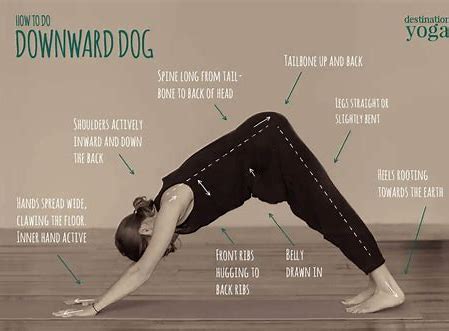 HOW TO DO
DOWNWARD DOG
destination
yoga
TAILBONE UP AND BACK
SPINE LONG FROM TAIL-
BONE TO BACK OF HEAD
LEGS STRAIGHT OR
SLIGHTLY BENT
SHOULDERS ACTIVELY
INWARD AND DOWN
THE BACK
HEELS ROOTING
TOWARDS THE EARTH
HANDS SPREAD WIDE,
CLAWING THE FLOOR.
INNER HAND ACTIVE
FRONT RIBS
HUGGING TO
BACK RIBS
BELLY
DRAWN IN